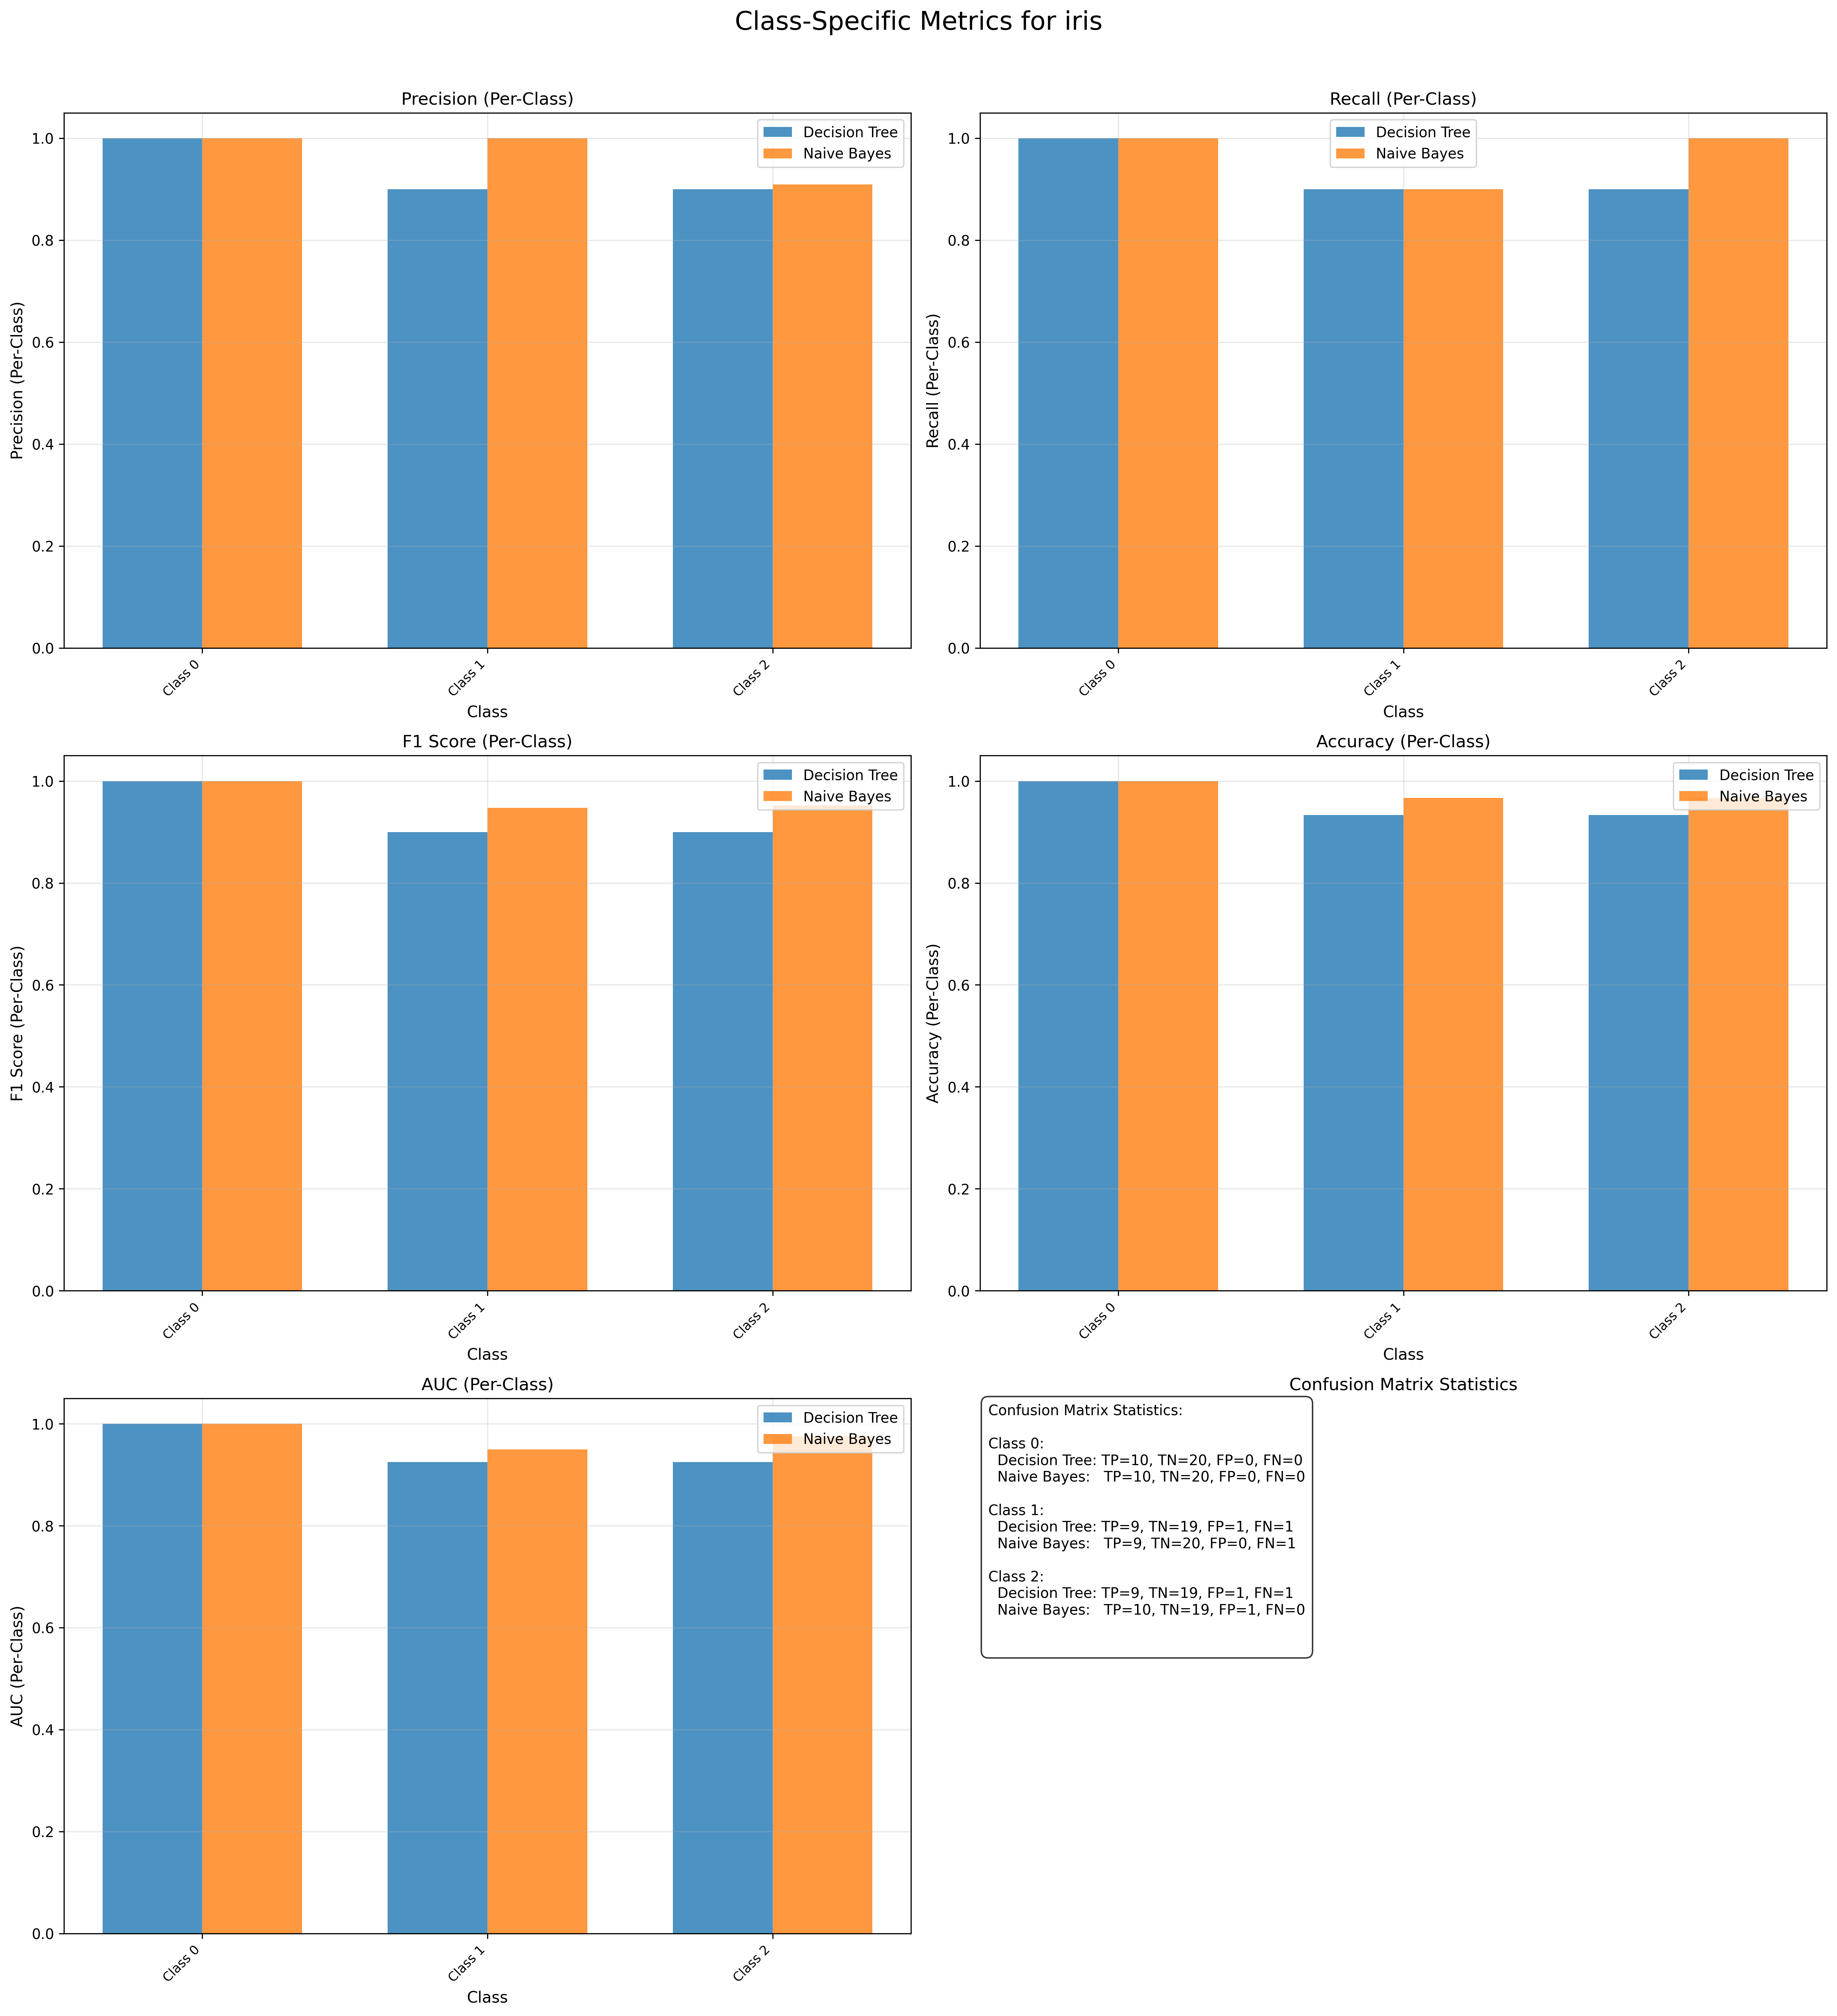 Class-Specific Metrics for iris
Precision (Per-Class)
Precision (Per-Class)
1.0
0.8
0.6
0.4
0.2
0.0
Decision Tree
Naive Bayes
Class 0
Class 1
Class 2
Class
Recall (Per-Class)
Recall (Per-Class)
1.0
0.8
0.6
0.4
0.2
0.0
Decision Tree
Naive Bayes
Class 0
Class 1
Class 2
Class
F1 Score (Per-Class)
F1 Score (Per-Class)
1.0
0.8
0.6
0.4
0.2
0.0
Decision Tree
Naive Bayes
Class 0
Class 1
Class 2
Class
Accuracy (Per-Class)
Accuracy (Per-Class)
1.0
0.8
0.6
0.4
0.2
0.0
Decision Tree
Naive Bayes
Class 0
Class 1
Class 2
Class
AUC (Per-Class)
AUC (Per-Class)
1.0
0.8
0.6
0.4
0.2
0.0
Decision Tree
Naive Bayes
Class 0
Class 1
Class 2
Class
Confusion Matrix Statistics
Confusion Matrix Statistics:
Class 0:
Decision Tree: TP=10, TN=20, FP=0, FN=0
Naive Bayes: TP=10, TN=20, FP=0, FN=0
Class 1:
Decision Tree: TP=9, TN=19, FP=1, FN=1
Naive Bayes: TP=9, TN=20, FP=0, FN=1
Class 2:
Decision Tree: TP=9, TN=19, FP=1, FN=1
Naive Bayes: TP=10, TN=19, FP=1, FN=0